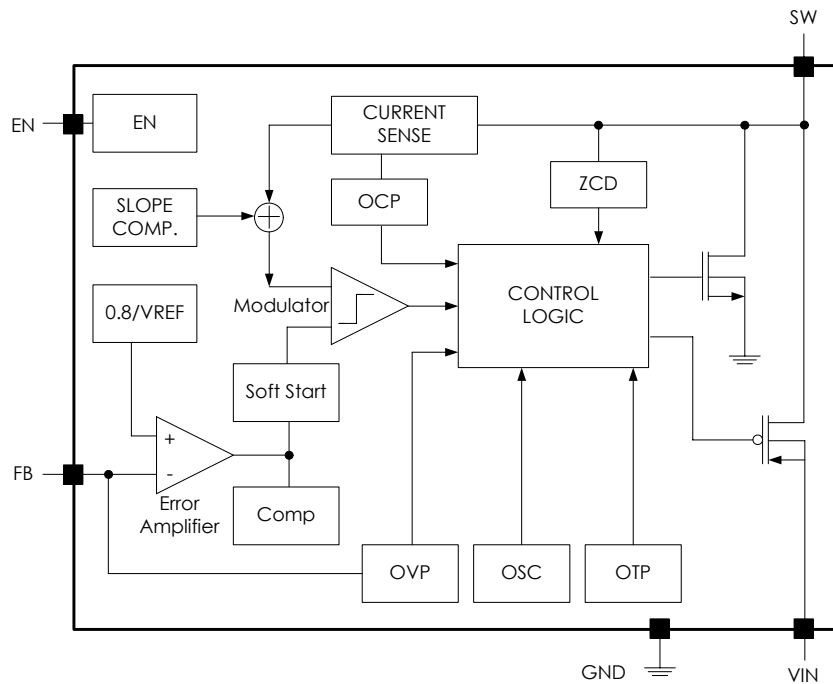 SW
EN
EN
CURRENT
SENSE
ZCD
SLOPE
COMP.
OCP
+
Modulator
CONTROL
LOGIC
0.8/VREF
Soft Start
+
-
FB
Error
Amplifier
Comp
OVP
OSC
OTP
GND
VIN